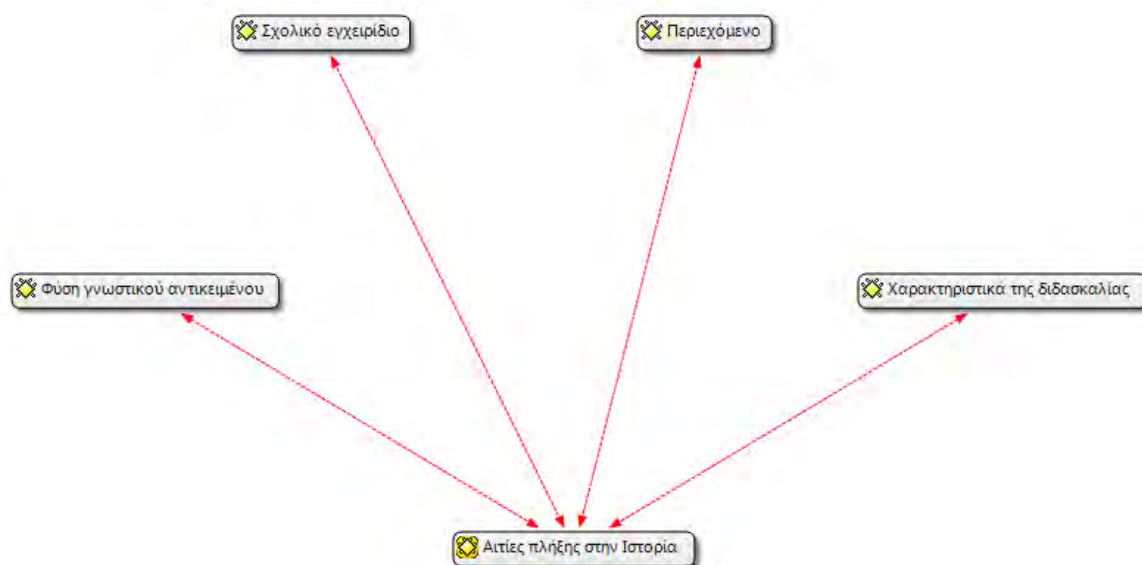 Σχολικό εγχειρίδιο
Περιεχόμενο
Φύση γνωστικού αντικειμένου
Χαρακτηριστικά της διδασκαλίας
Αιτίες πλήξης στην Ιστορία